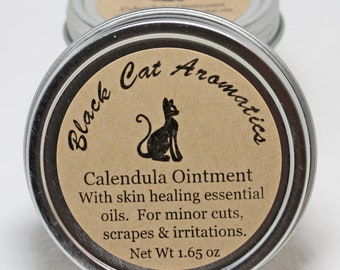 Black Cat Aromatics
Calendula Ointment
With skin healing essential
oils.  For minor cuts,
scrapes & irritations.
Net Wt 1.65 oz